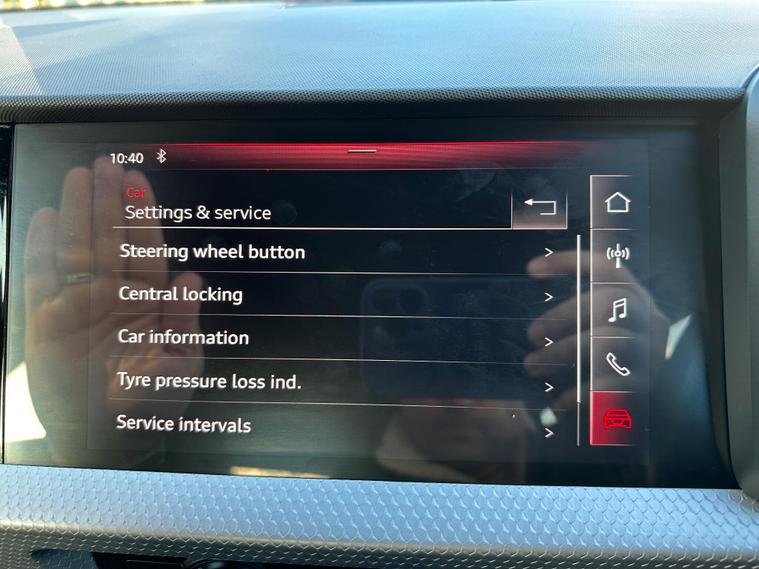 10:40
Car
Settings & service
Steering wheel button
Central locking
Car information
Tyre pressure loss ind.
Service intervals